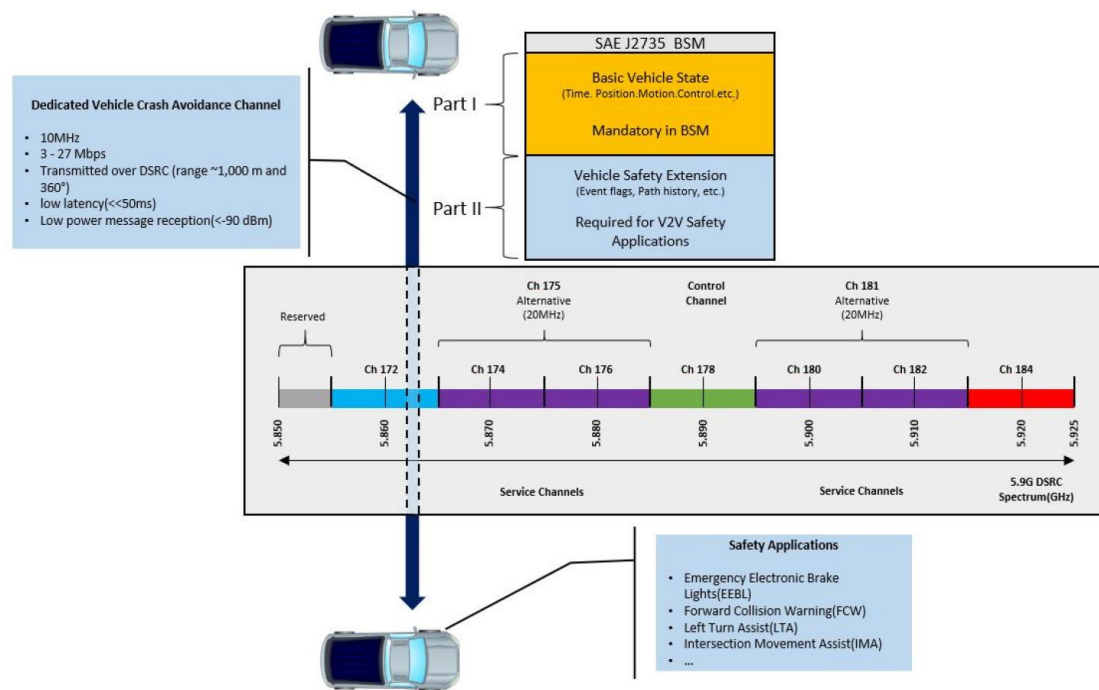 SAE J2735 BSM
Part I
Basic Vehicle State
(Time. Position.Motion.Control.etc.)
Mandatory in BSM
Part II
Vehicle Safety Extension
(Event flags, Path history, etc.)
Required for V2V Safety
Applications
Dedicated Vehicle Crash Avoidance Channel
• 10MHz
• 3 - 27 Mbps
• Transmitted over DSRC (range ~1,000 m and
360°)
• low latency(<<50ms)
• Low power message reception(<-90 dBm)
Reserved
Ch 175
Alternative
(20MHz)
Control
Channel
Ch 181
Alternative
(20MHz)
Ch 172
Ch 174
Ch 176
Ch 178
Ch 180
Ch 182
Ch 184
5.850
5.860
5.870
5.880
5.890
5.900
5.910
5.920
5.925
Service Channels
Service Channels
5.9G DSRC
Spectrum(GHz)
Safety Applications
• Emergency Electronic Brake
Lights(EEBL)
• Forward Collision Warning(FCW)
• Left Turn Assist(LTA)
• Intersection Movement Assist(IMA)
• ...